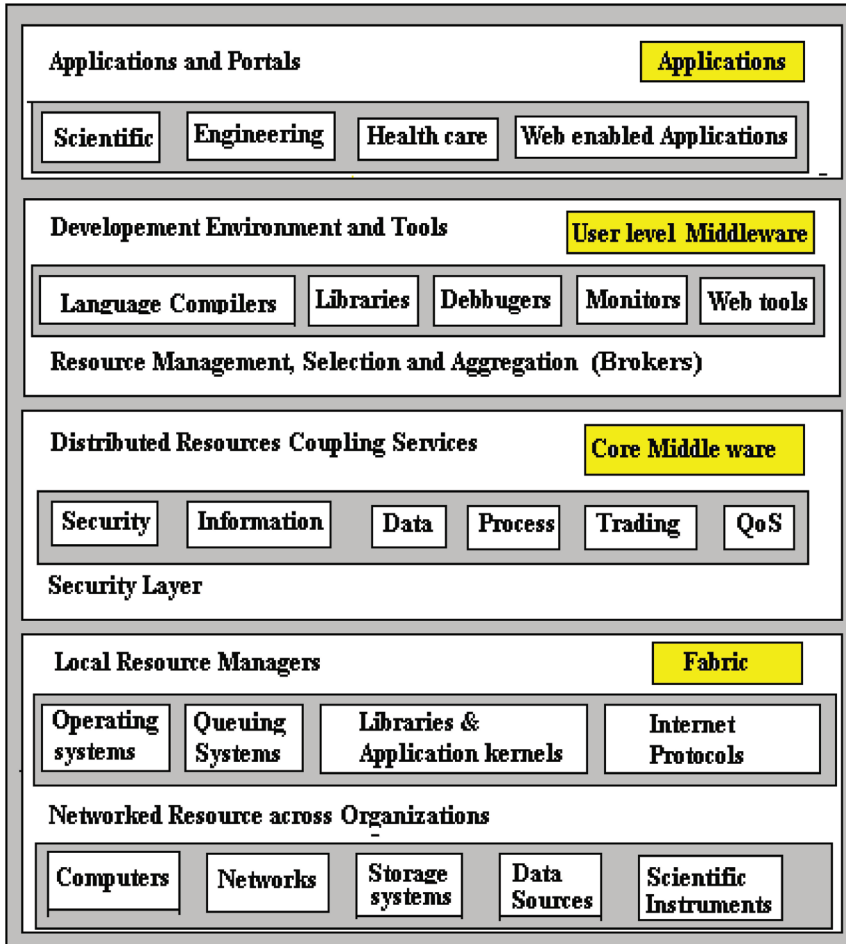 Applications and Portals
Applications
Scientific
Engineering
Health care
Web enabled Applications
Developement Environment and Tools
User level Middleware
Language Compilers
Libraries
Debbugers
Monitors
Web tools
Resource Management, Selection and Aggregation (Brokers)
Distributed Resources Coupling Services
Core Middle ware
Security
Information
Data
Process
Trading
QoS
Security Layer
Local Resource Managers
Fabric
Operating
systems
Queuing
Systems
Libraries &
Application kernels
Internet
Protocols
Networked Resource across Organizations
Computers
Networks
Storage
systems
Data
Sources
Scientific
Instruments